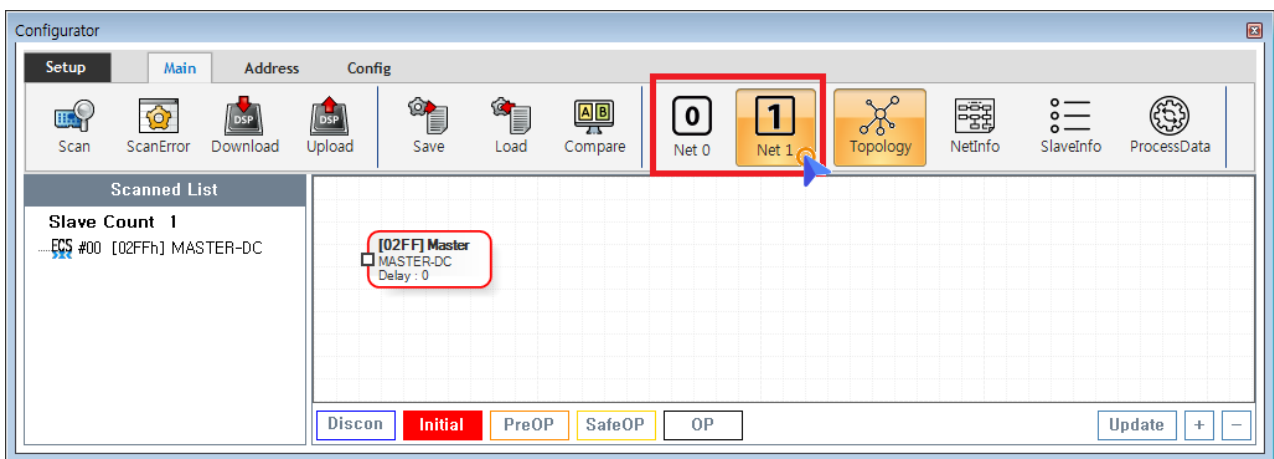 Configurator
Setup Main Address Config
DSP DSP A B 0 1
Scan ScanError Download Upload Save Load Compare Net 0 Net 1 Topology NetInfo SlaveInfo ProcessData
Scanned List
Slave Count 1
ECS #00 [02FFh] MASTER-DC
[02FF] Master
MASTER-DC
Delay : 0
Discon Initial PreOP SafeOP OP Update + −